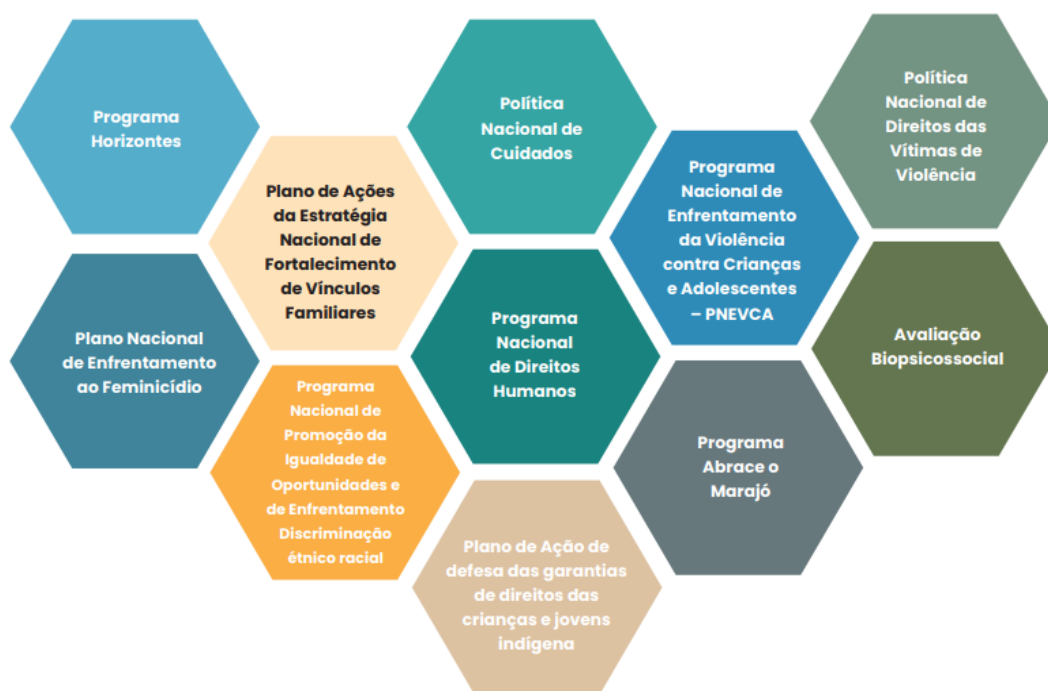 Programa
Horizontes
Política
Nacional de
Cuidados
Política
Nacional de
Direitos das
Vítimas de
Violência
Plano de Ações
da Estratégia
Nacional de
Fortalecimento
de Vínculos
Familiares
Programa
Nacional de
Enfrentamento
da Violência
contra Crianças
e Adolescentes
– PNEVCA
Plano Nacional
de Enfrentamento
ao Feminicídio
Programa
Nacional
de Direitos
Humanos
Avaliação
Biopsicossocial
Programa
Nacional de
Promoção da
Igualdade de
Oportunidades e
de Enfrentamento
Discriminação
étnico racial
Programa
Abrace o
Marajó
Plano de Ação de
defesa das garantias
de direitos das
crianças e jovens
indígena